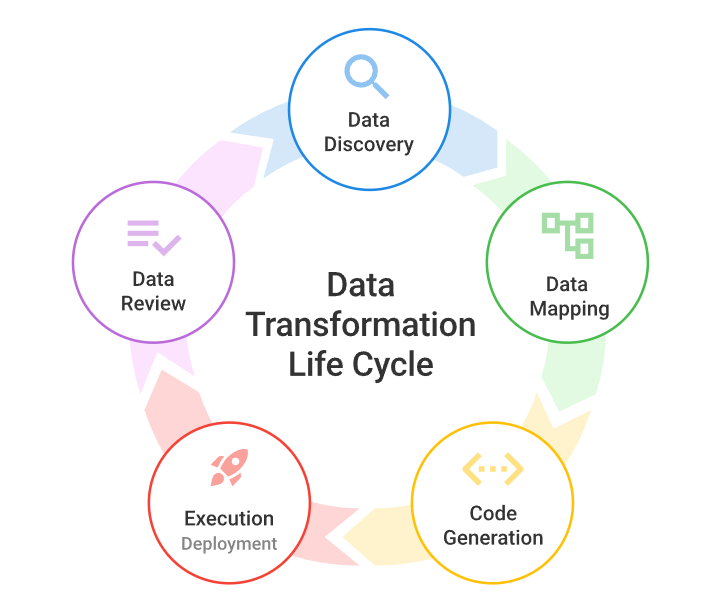 Data
Discovery
Data
Mapping
Code
Generation
Execution
Deployment
Data
Review
Data
Transformation
Life Cycle